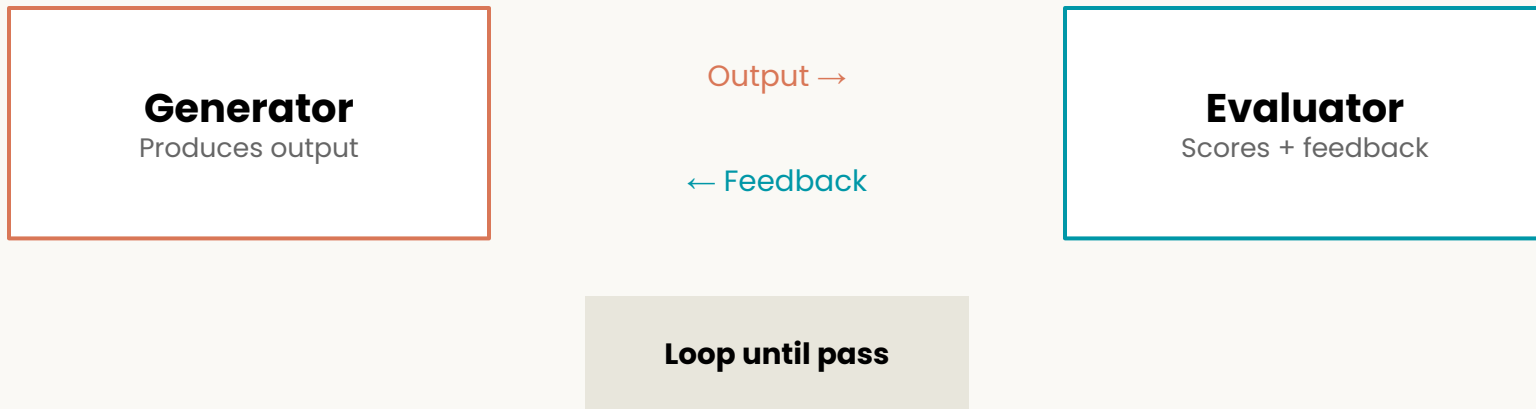 Generator
Produces output
Output →
← Feedback
Evaluator
Scores + feedback
Loop until pass